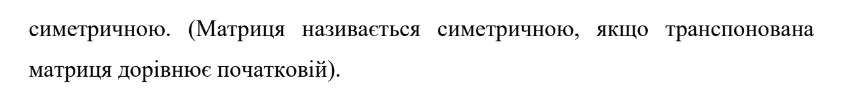 симетричною. (Матриця називається симетричною, якщо транспонована
матриця дорівнює початковій).